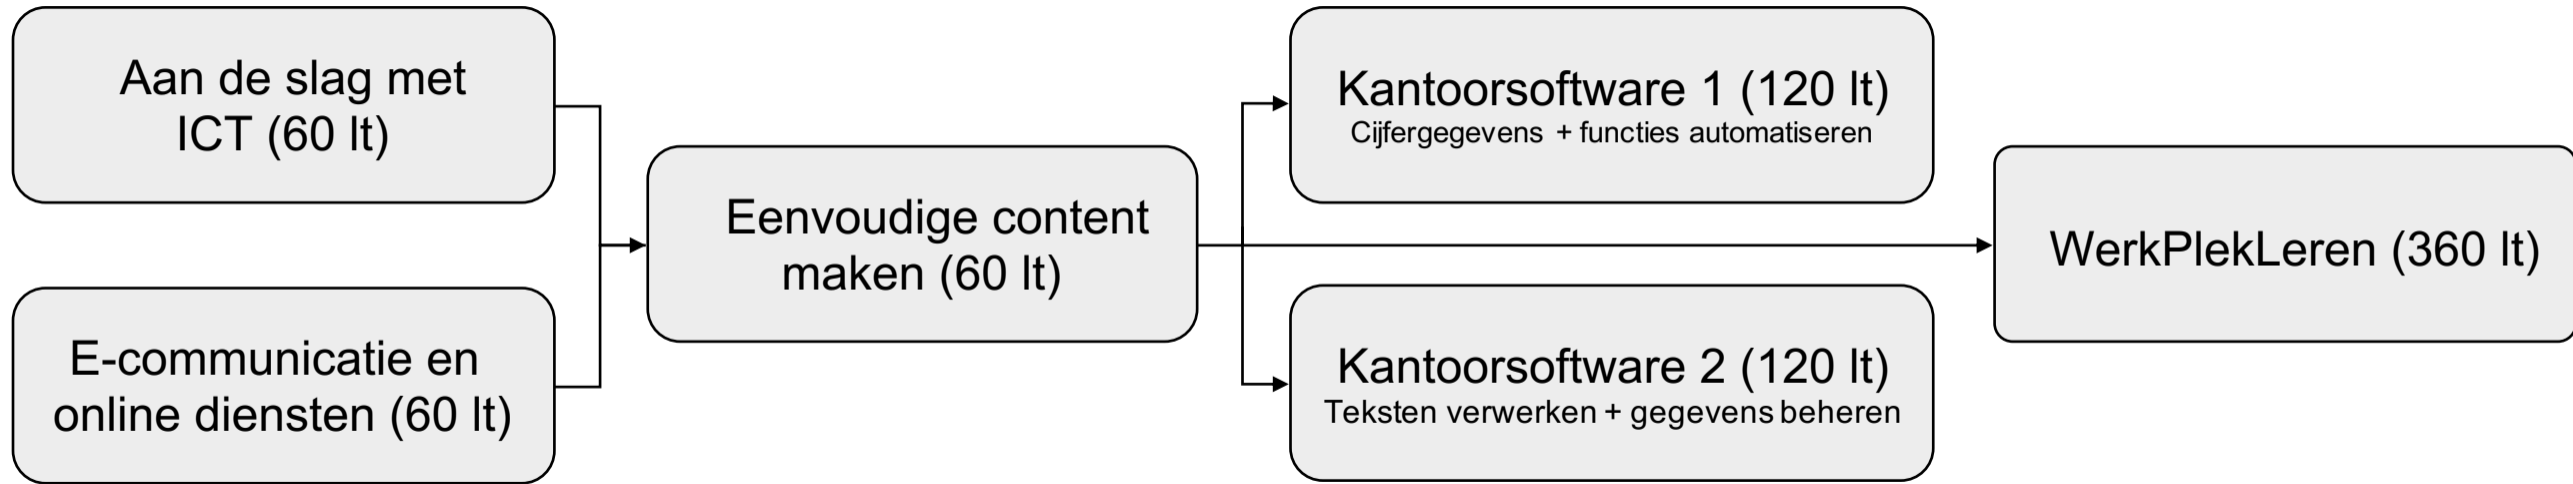 Aan de slag met
ICT (60 lt)
E-communicatie en
online diensten (60 lt)
Eenvoudige content
maken (60 lt)
Kantoorsoftware 1 (120 lt)
Cijfergegevens + functies automatiseren
Kantoorsoftware 2 (120 lt)
Teksten verwerken + gegevens beheren
WerkPlekLeren (360 lt)